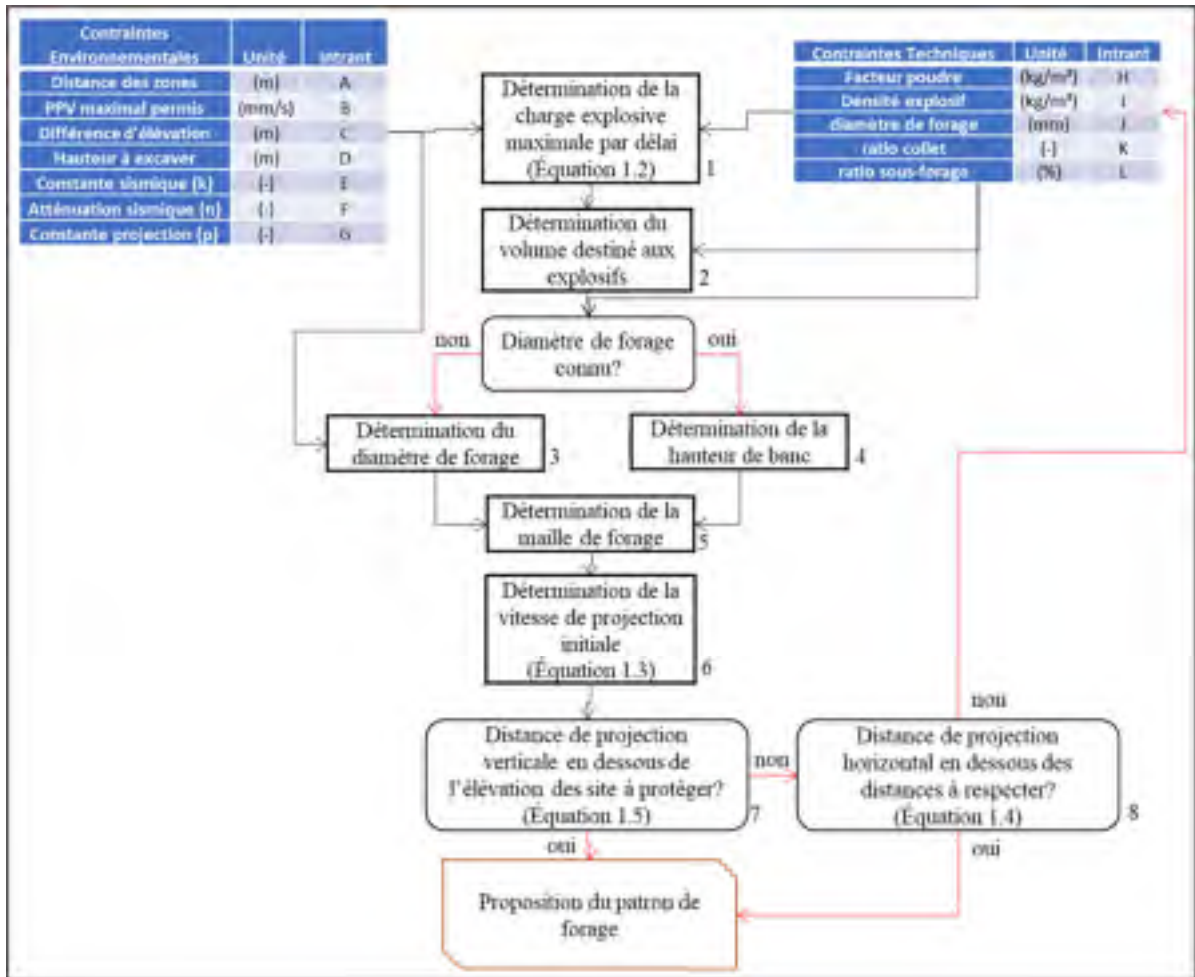 Contraintes
Environnementales Unité Intrant
Distance des zones (m) A
PPV maximal permis (mm/s) B
Différence d'élévation (m) C
Hauteur à excaver (m) D
Constante sismique (k) (-) E
Atténuation sismique (n) (-) F
Constante projection (p) (-) G
Contraintes Techniques Unité Intrant
Facteur poudre (kg/m³) H
Densité explosif (kg/m³) I
diamètre de forage (mm) J
ratio collet (-) K
ratio sous-forage (%) L
Détermination de la
charge explosive
maximale par délai
(Équation 1.2)
1
Détermination du
volume destiné aux
explosifs
2
non
Diamètre de forage
connu?
oui
Détermination du
diamètre de forage
3
Détermination de la
hauteur de banc
4
Détermination de la
maille de forage
5
Détermination de la
vitesse de projection
initiale
(Équation 1.3)
6
Distance de projection
verticale en dessous de
l'élévation des site à protéger?
(Équation 1.5)
7
non
oui
non
Distance de projection
horizontal en dessous des
distances à respecter?
(Équation 1.4)
8
oui
Proposition du patron de
forage